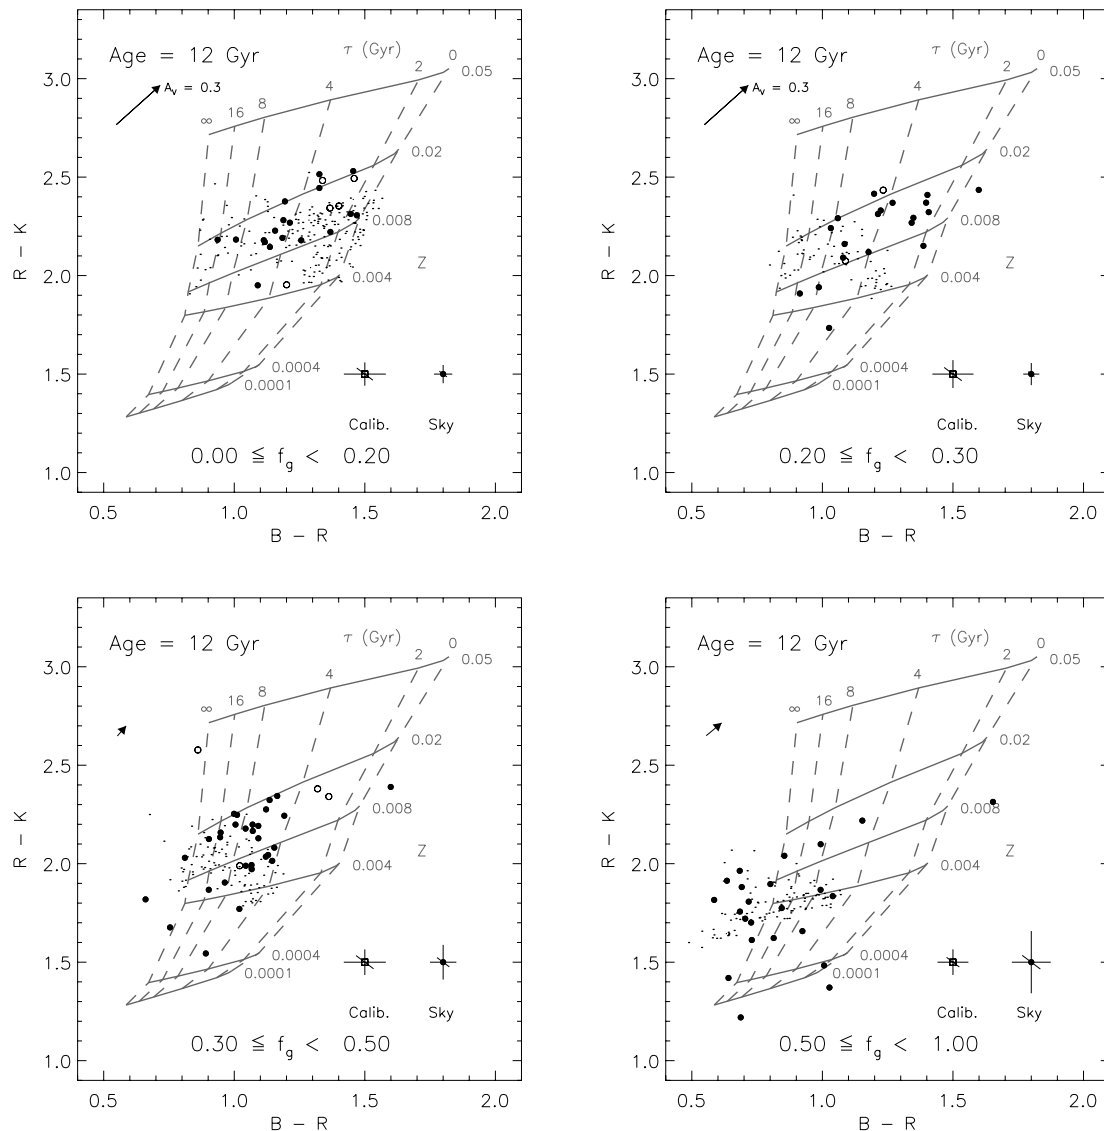 Age = 12 Gyr
τ (Gyr)
0
2
0.05
4
8
16
∞
A_v = 0.3
0.02
0.008
Z
0.004
0.0004
0.0001
Calib. Sky
0.00 ≦ f_g < 0.20
3.0
2.5
2.0
1.5
1.0
R - K
0.5 1.0 1.5 2.0
B - R
Age = 12 Gyr
τ (Gyr)
0
2
0.05
4
8
16
∞
A_v = 0.3
0.02
0.008
Z
0.004
0.0004
0.0001
Calib. Sky
0.20 ≦ f_g < 0.30
3.0
2.5
2.0
1.5
1.0
R - K
0.5 1.0 1.5 2.0
B - R
Age = 12 Gyr
τ (Gyr)
0
2
0.05
4
8
16
∞
0.02
0.008
Z
0.004
0.0004
0.0001
Calib. Sky
0.30 ≦ f_g < 0.50
3.0
2.5
2.0
1.5
1.0
R - K
0.5 1.0 1.5 2.0
B - R
Age = 12 Gyr
τ (Gyr)
0
2
0.05
4
8
16
∞
0.02
0.008
Z
0.004
0.0004
0.0001
Calib. Sky
0.50 ≦ f_g < 1.00
3.0
2.5
2.0
1.5
1.0
R - K
0.5 1.0 1.5 2.0
B - R